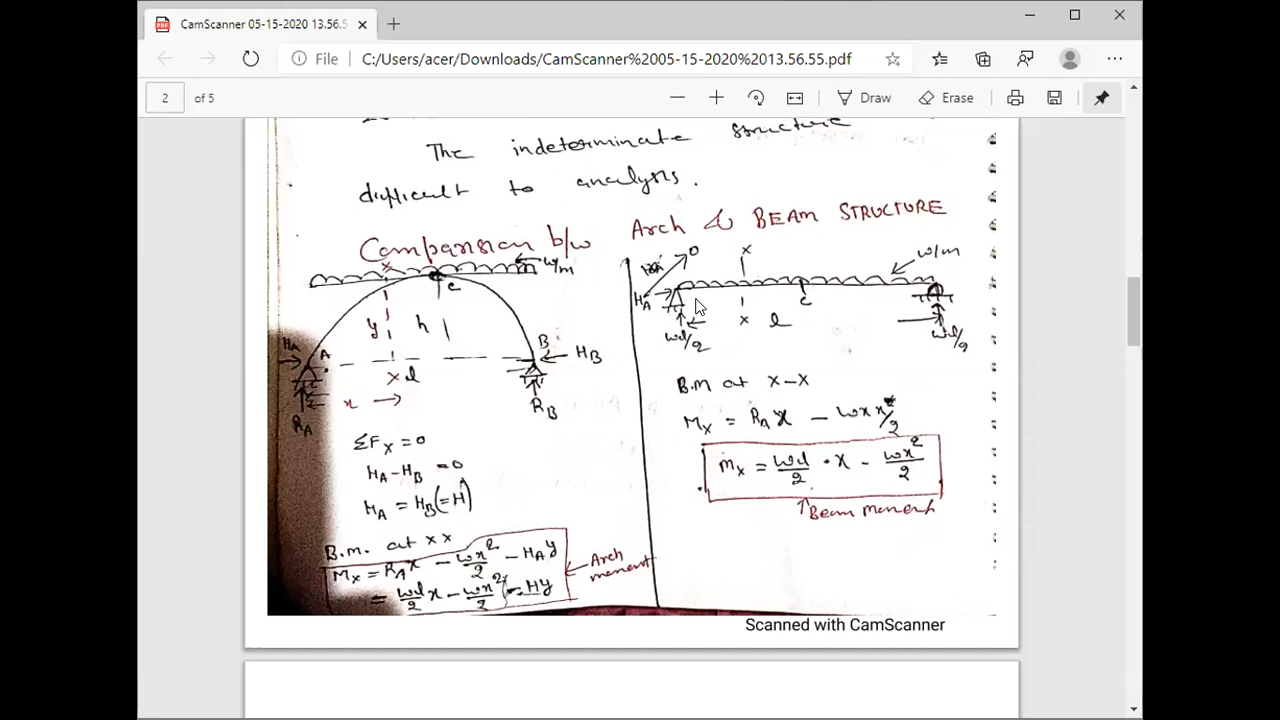 CamScanner 05-15-2020 13.56.5
File C:/Users/acer/Downloads/CamScanner%2005-15-2020%2013.56.55.pdf
2 of 5 Draw Erase
The indeterminate structure
difficult to analysis.
Comparision b/w Arch & BEAM STRUCTURE
w/m
C
y
h
HA
A
B
HB
x
l
x
RA
RB
ΣFx = 0
HA - HB = 0
HA = HB (= H)
B.M. at xx
Mx = RA x - wx²/2 - HA y
= wl/2 x - wx²/2 - Hy
Arch moment
x
w/m
0
HA
C
x
l
wl/2
wl/2
B.M at x-x
Mx = RA x - wx x/2
Mx = wl/2 · x - wx²/2
Beam moment
Scanned with CamScanner